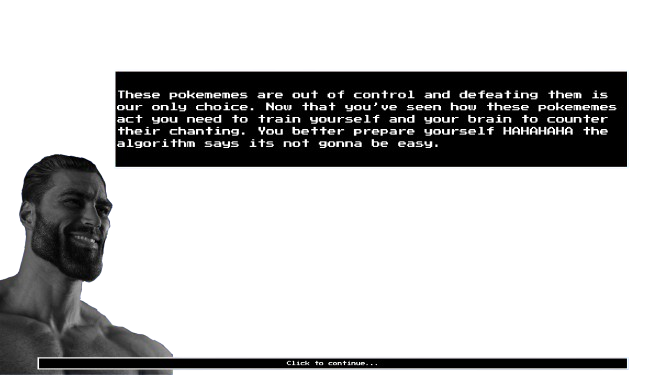 These pokememes are out of control and defeating them is
our only choice. Now that you've seen how these pokememes
act you need to train yourself and your brain to counter
their chanting. You better prepare yourself HAHAHAHA the
algorithm says its not gonna be easy.
Click to continue...